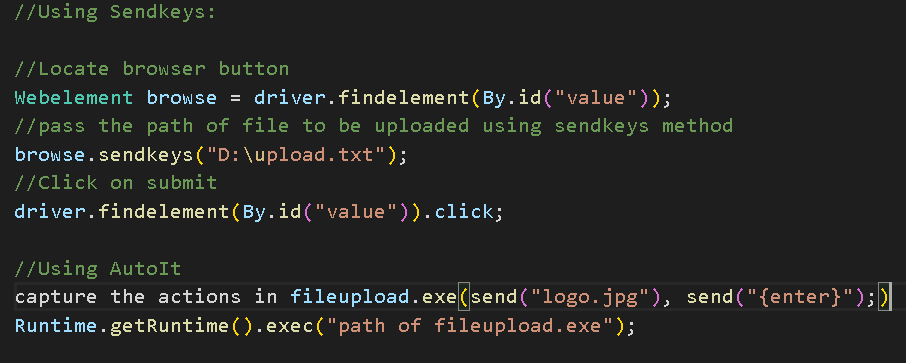 //Using Sendkeys:
//Locate browser button
Webelement browse = driver.findelement(By.id("value"));
//pass the path of file to be uploaded using sendkeys method
browse.sendkeys("D:\upload.txt");
//Click on submit
driver.findelement(By.id("value")).click;
//Using AutoIt
capture the actions in fileupload.exe(send("logo.jpg"), send("{enter}");)
Runtime.getRuntime().exec("path of fileupload.exe");